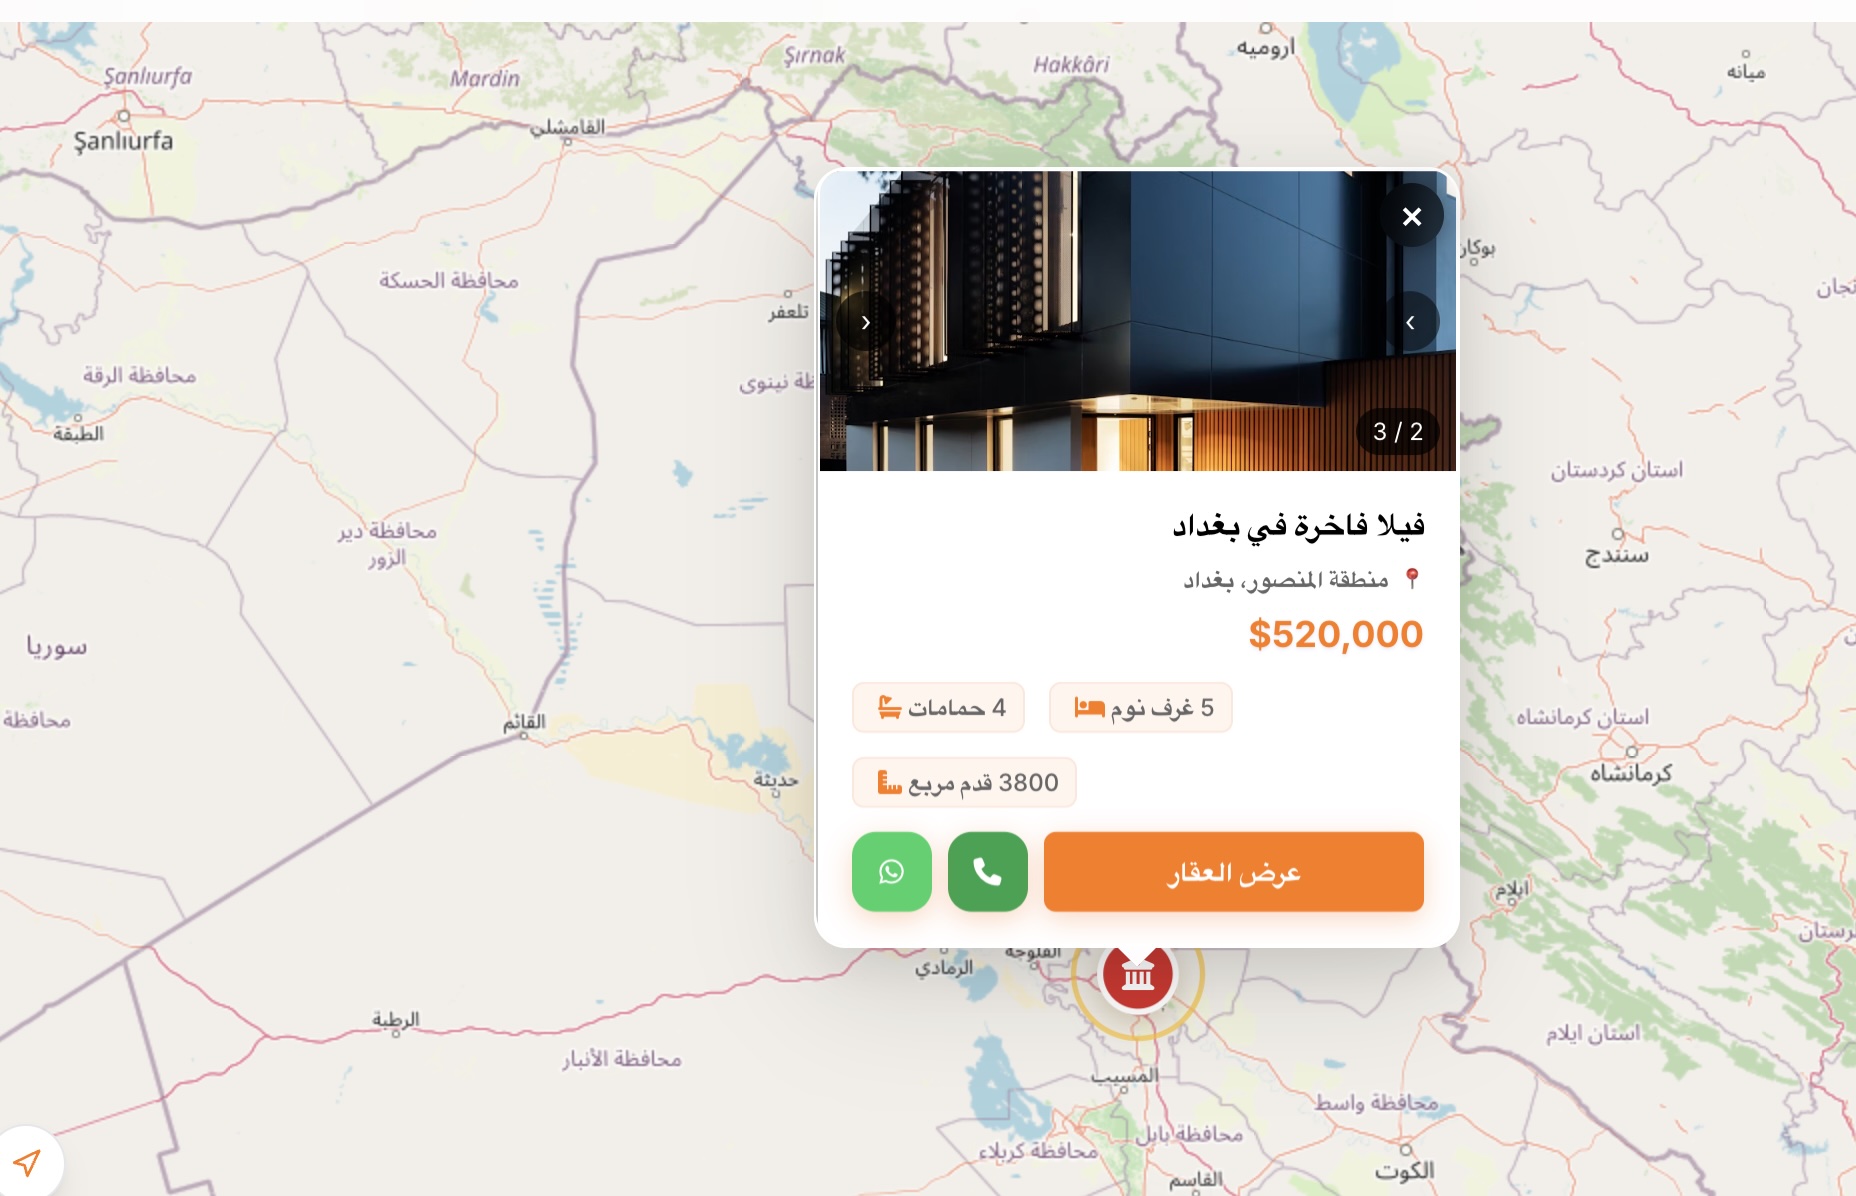 Şanlıurfa
Mardin
Şırnak
Hakkâri
اروميه
ميانه
Şanlıurfa
القامشلي
بوكان
محافظة الحسكة
تلعفر
محافظة الرقة
ة نينوى
الطبقة
3 / 2
استان كردستان
محافظة دير
الزور
سنندج
فيلا فاخرة في بغداد
منطقة المنصور، بغداد
$520,000
سوريا
5 غرف نوم
4 حمامات
محافظة
القائم
استان كرمانشاه
حديثة
كرمانشاه
3800 قدم مربع
عرض العقار
ايلام
الفلوجة
الرمادي
الرطبة
محافظة الأنبار
استان ايلام
المسيب
محافظة واسط
محافظة بابل
محافظة كربلاء
الكوت
القاسم